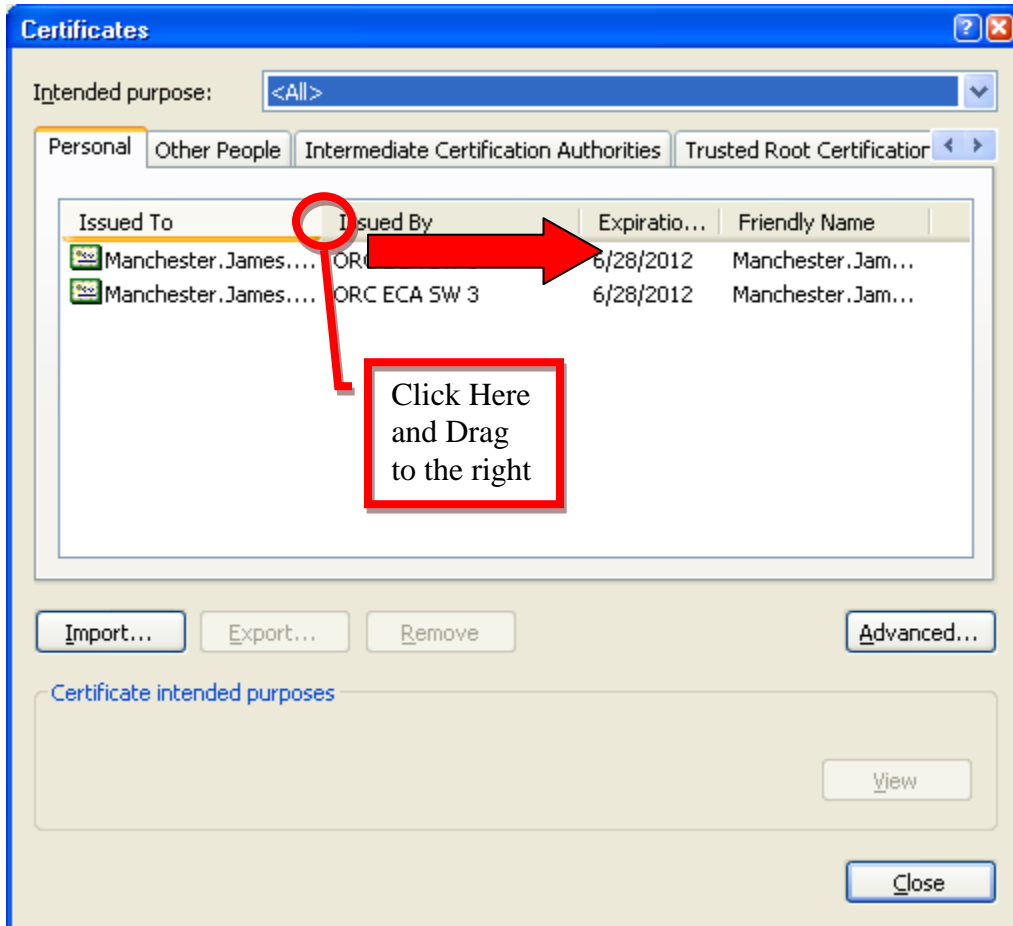 Certificates
Intended purpose: <All>
Personal Other People Intermediate Certification Authorities Trusted Root Certification
Issued To Issued By Expiratio... Friendly Name
Manchester.James.... ORC 6/28/2012 Manchester.Jam...
Manchester.James.... ORC ECA SW 3 6/28/2012 Manchester.Jam...
Click Here
and Drag
to the right
Import... Export... Remove Advanced...
Certificate intended purposes
View
Close